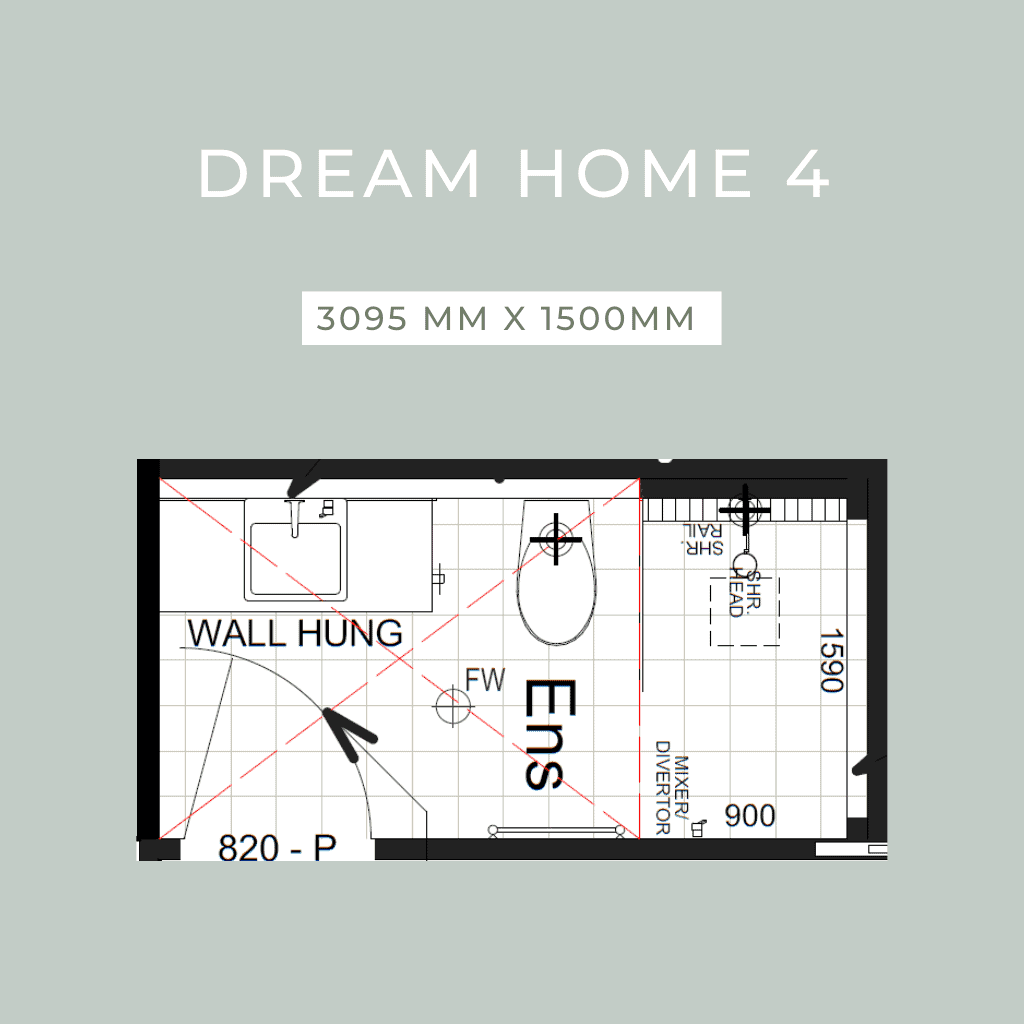 DREAM HOME 4
3095 MM X 1500MM
SHR.
RAIL
SHR.
HEAD
WALL HUNG
1590
FW
Ens
MIXER/
DIVERTOR
900
820 - P